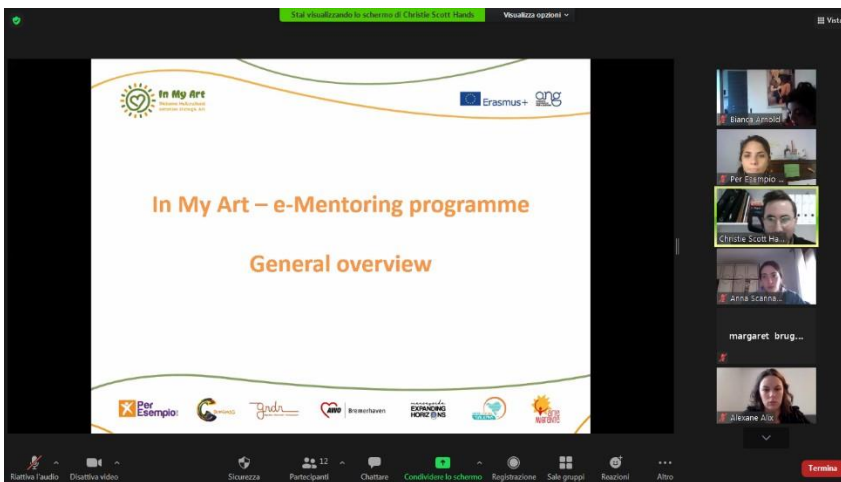 Stai visualizzando lo schermo di Christie Scott Hands
Visualizza opzioni
Vista
In My Art
Erasmus+
ang
In My Art – e-Mentoring programme
General overview
Per Esempio
grdr
AWO Bremerhaven
EXPANDING HORIZONS
Bianca Arnold
Per Esempio ...
Christie Scott Ha...
Anna Scanna...
margaret brug...
Alexane Alix
Riattiva l'audio
Disattiva video
Sicurezza
Partecipanti
12
Chattare
Condividere lo schermo
Registrazione
Sale gruppi
Reazioni
Altro
Termina